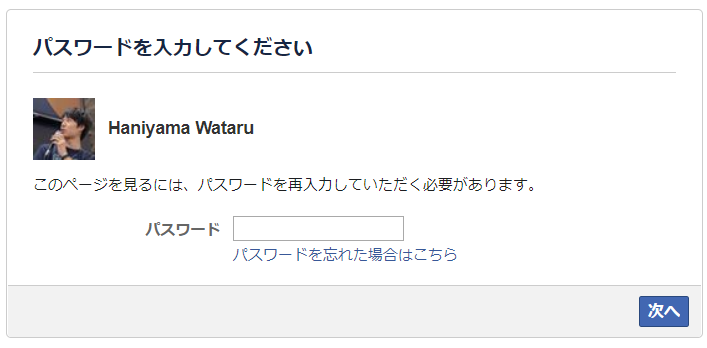 パスワードを入力してください
Haniyama Wataru
このページを見るには、パスワードを再入力していただく必要があります。
パスワード
パスワードを忘れた場合はこちら
次へ